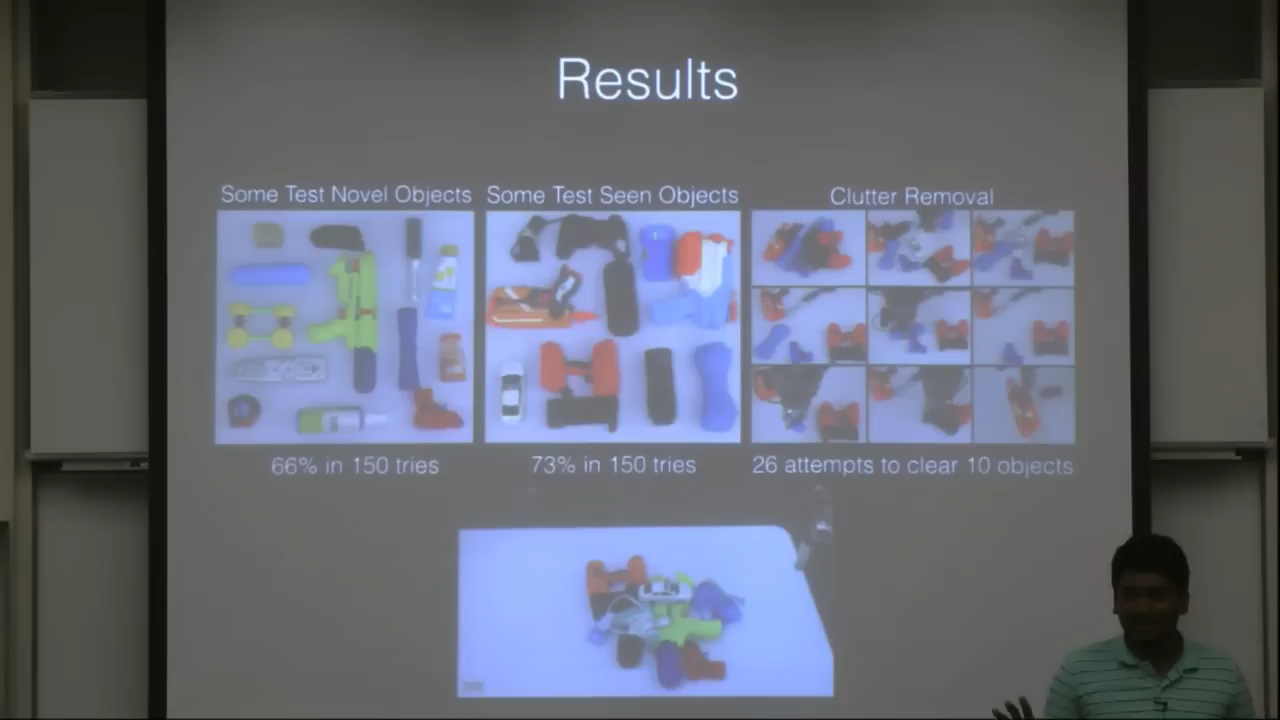 Results
Some Test Novel Objects
Some Test Seen Objects
Clutter Removal
66% in 150 tries
73% in 150 tries
26 attempts to clear 10 objects